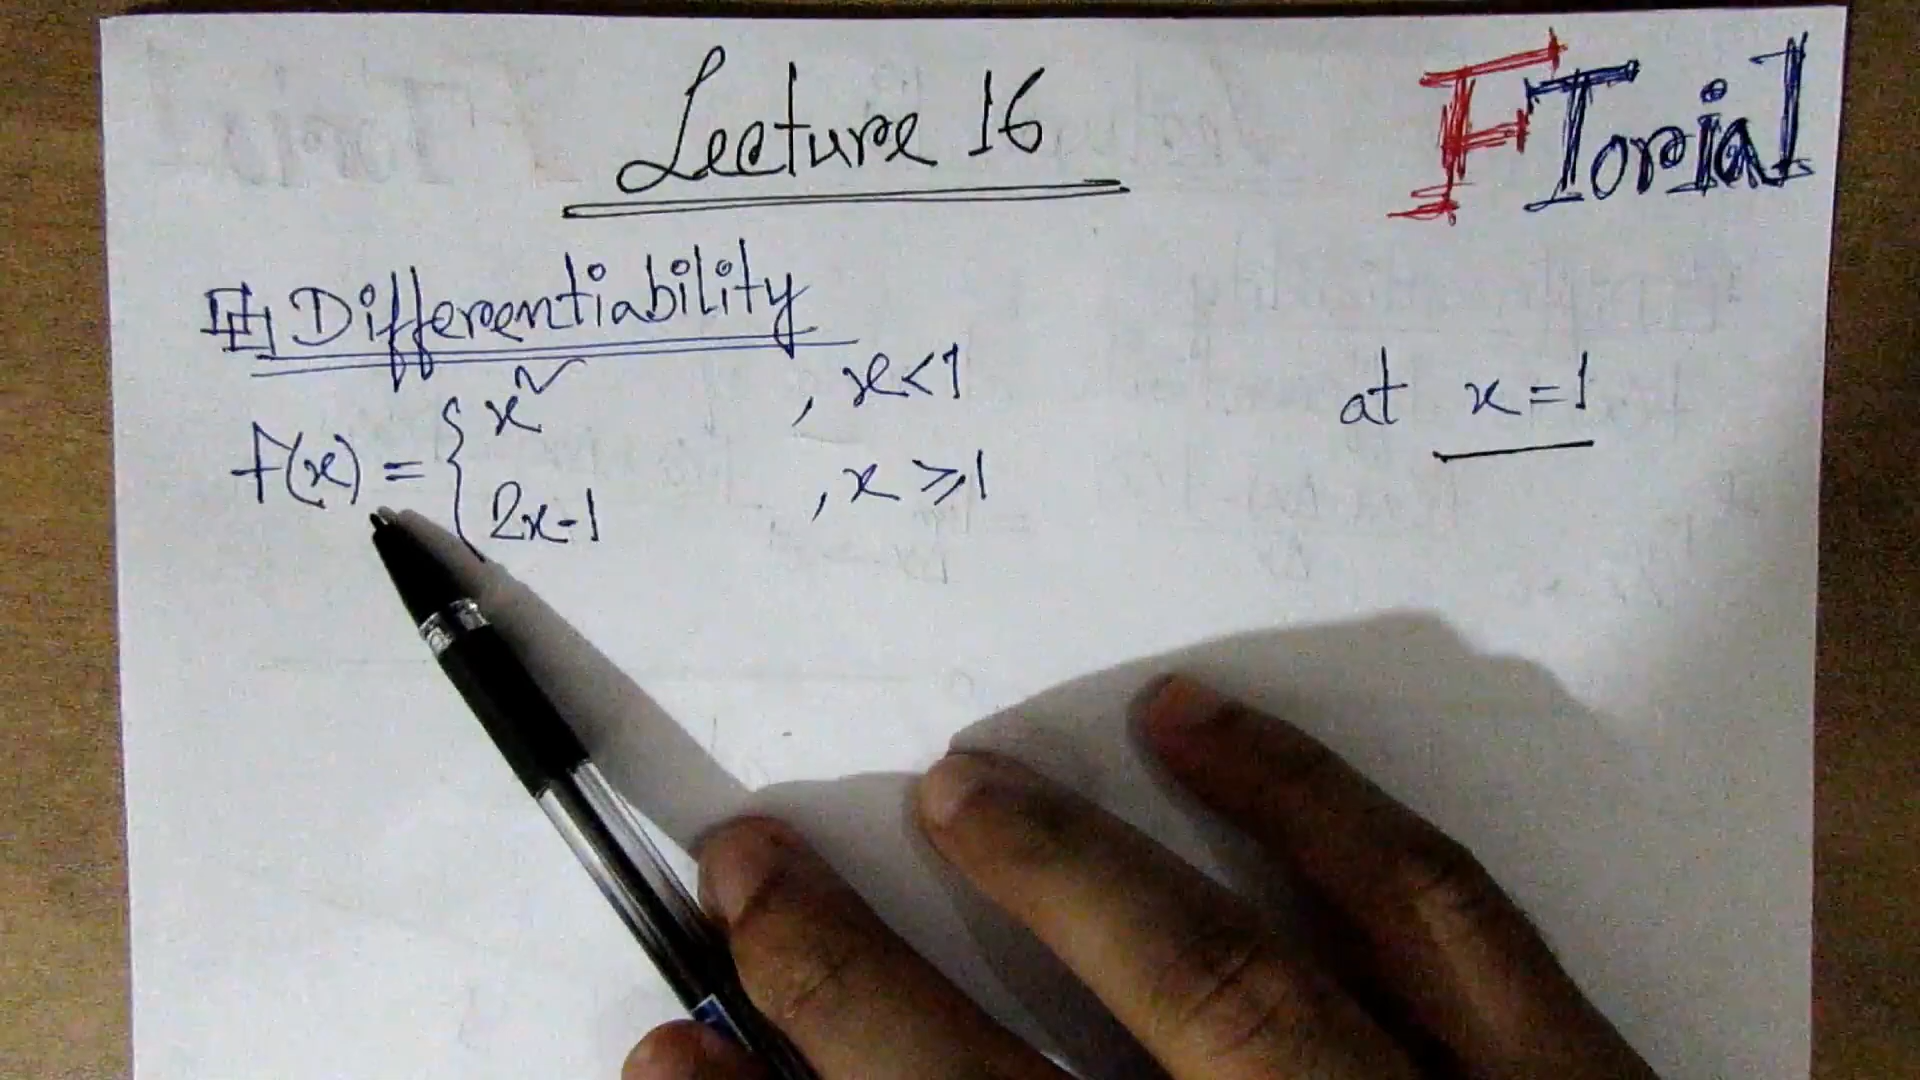 Lecture 16
FTorial
Differentiability
f(x) = { x² , x<1
2x-1 , x ≥ 1
at x=1